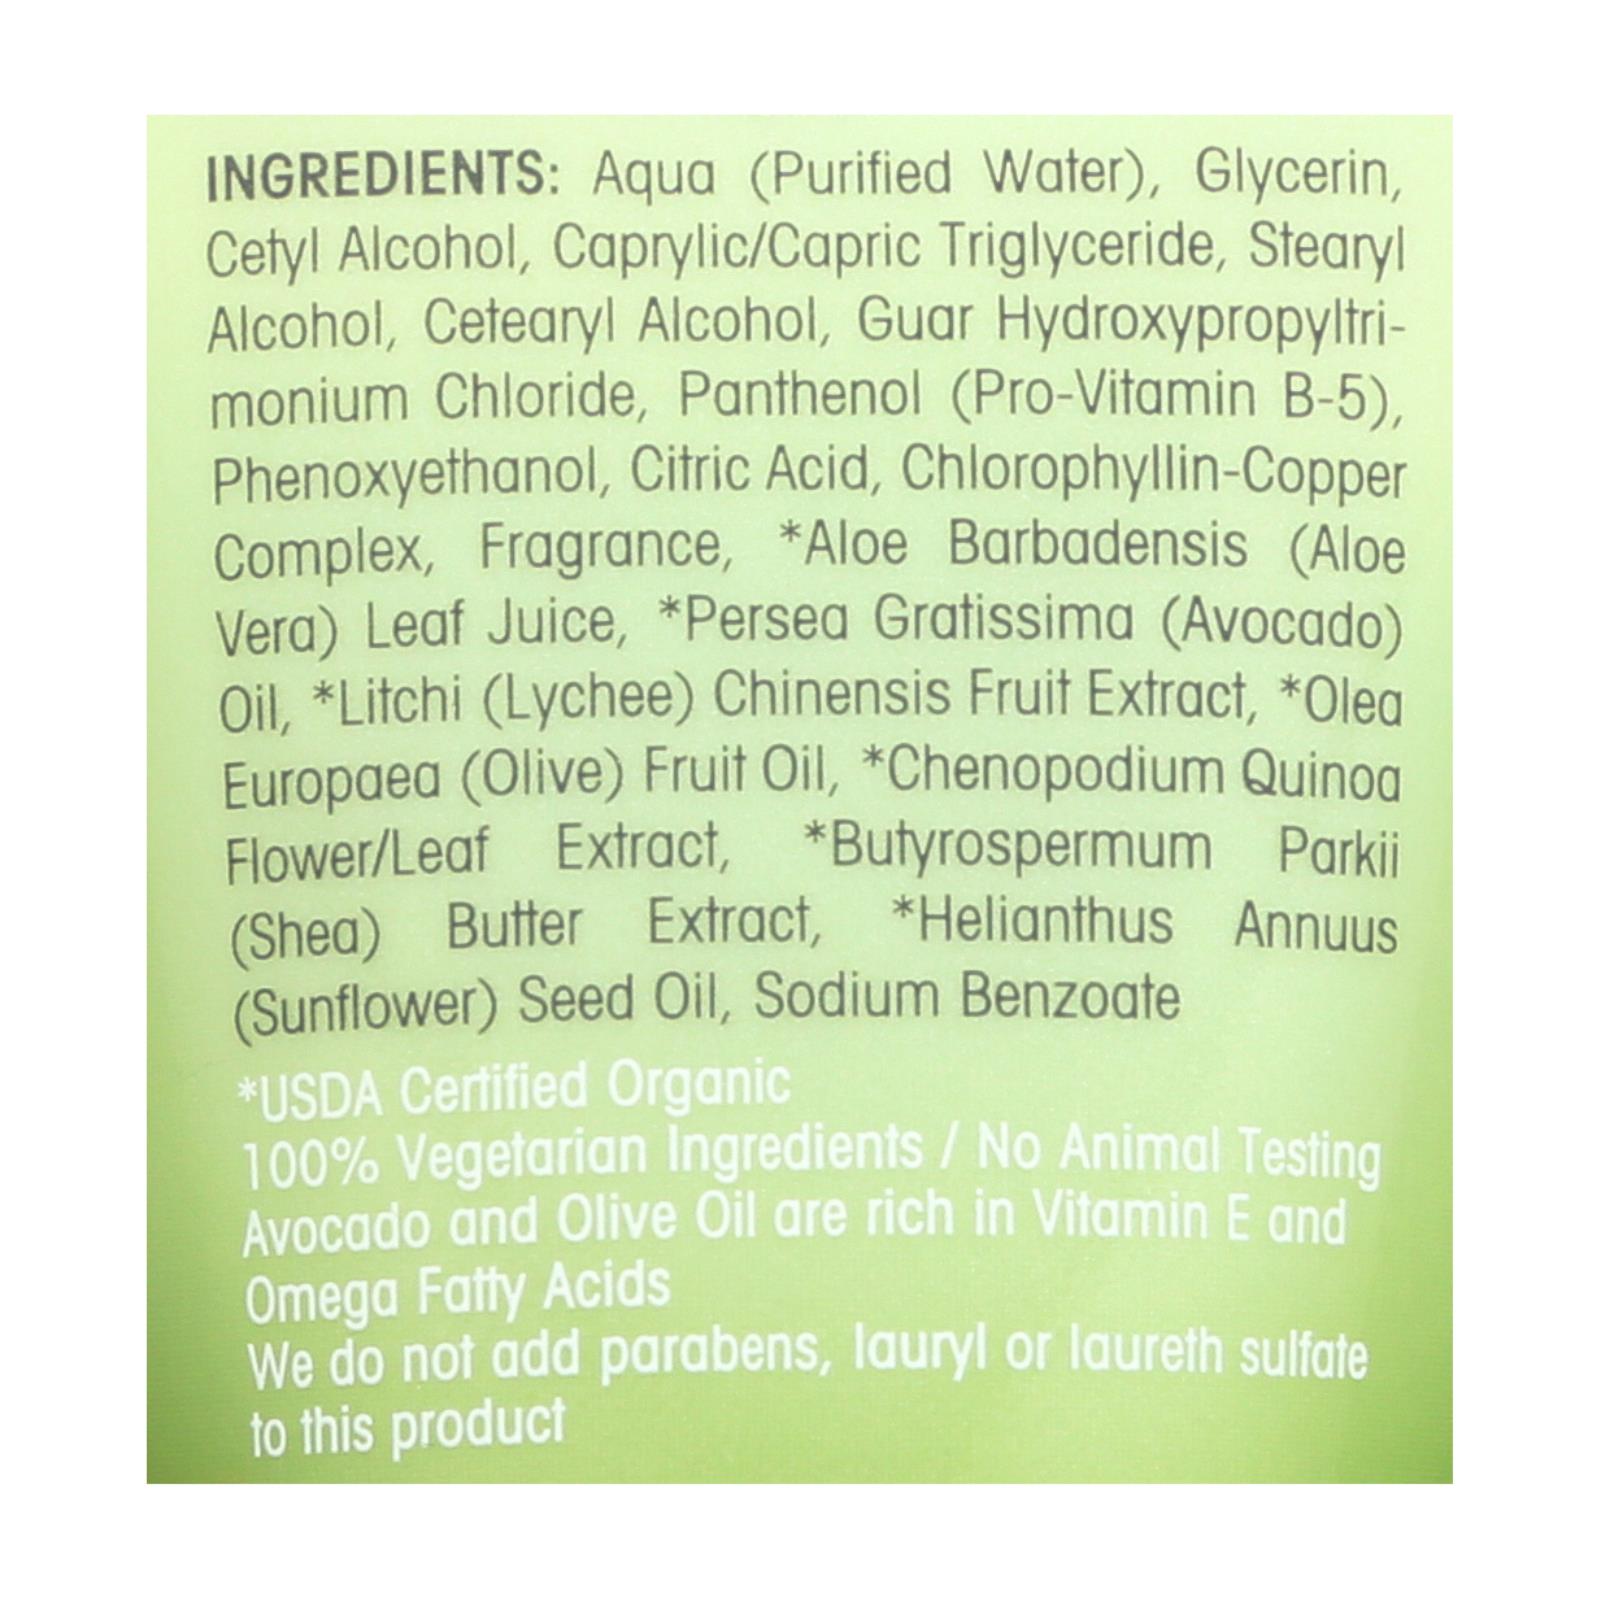 INGREDIENTS: Aqua (Purified Water), Glycerin,
Cetyl Alcohol, Caprylic/Capric Triglyceride, Stearyl
Alcohol, Cetearyl Alcohol, Guar Hydroxypropyltri-
monium Chloride, Panthenol (Pro-Vitamin B-5),
Phenoxyethanol, Citric Acid, Chlorophyllin-Copper
Complex, Fragrance, *Aloe Barbadensis (Aloe
Vera) Leaf Juice, *Persea Gratissima (Avocado)
Oil, *Litchi (Lychee) Chinensis Fruit Extract, *Olea
Europaea (Olive) Fruit Oil, *Chenopodium Quinoa
Flower/Leaf Extract, *Butyrospermum Parkii
(Shea) Butter Extract, *Helianthus Annuus
(Sunflower) Seed Oil, Sodium Benzoate
*USDA Certified Organic
100% Vegetarian Ingredients / No Animal Testing
Avocado and Olive Oil are rich in Vitamin E and
Omega Fatty Acids
We do not add parabens, lauryl or laureth sulfate
to this product